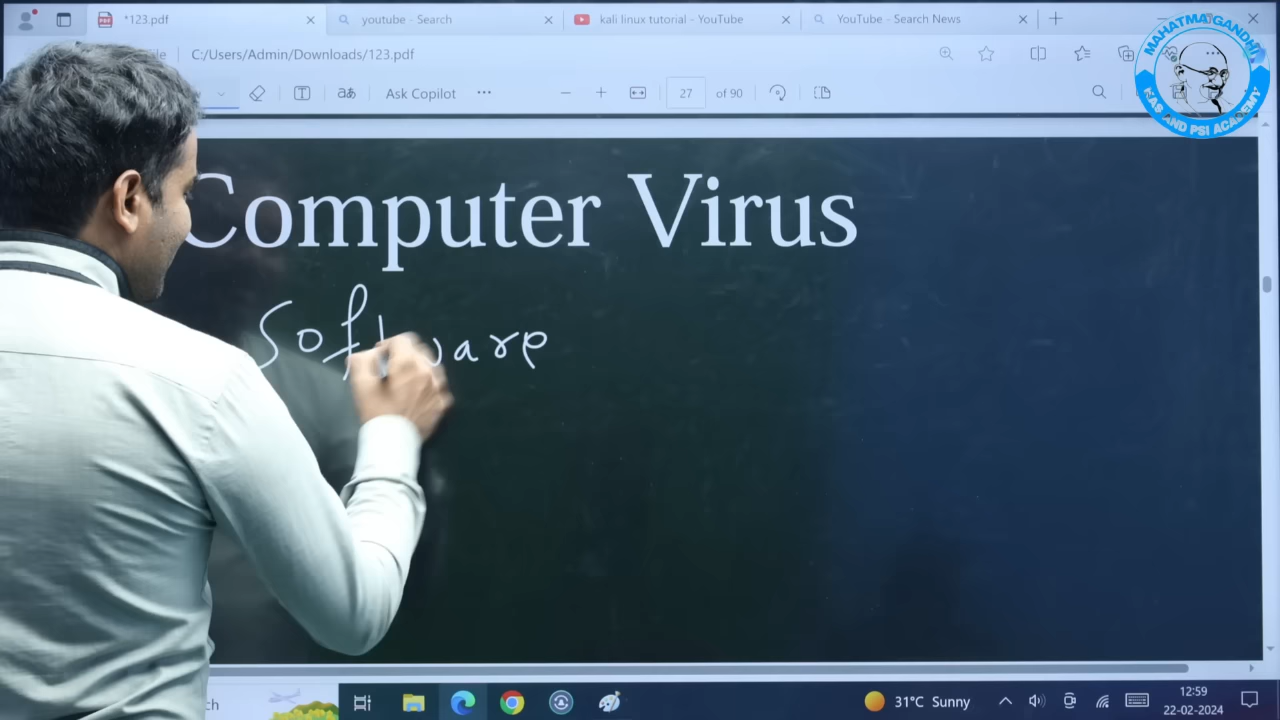 *123.pdf
youtube - Search
kali linux tutorial - YouTube
YouTube - Search News
C:/Users/Admin/Downloads/123.pdf
Ask Copilot
27 of 90
MAHATMA GANDHI
KAS AND PSI ACADEMY
Computer Virus
Software
31°C Sunny
12:59
22-02-2024